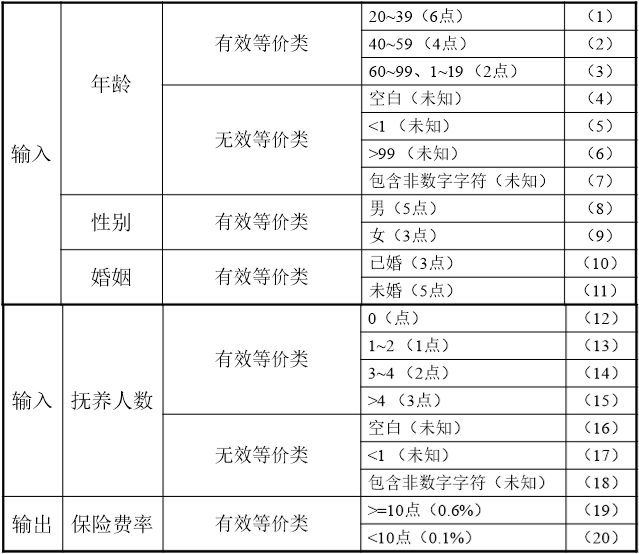 输入
年龄
有效等价类
20~39（6点）
（1）
40~59（4点）
（2）
60~99、1~19（2点）
（3）
无效等价类
空白（未知）
（4）
<1（未知）
（5）
>99（未知）
（6）
包含非数字字符（未知）
（7）
性别
有效等价类
男（5点）
（8）
女（3点）
（9）
婚姻
有效等价类
已婚（3点）
（10）
未婚（5点）
（11）
输入
抚养人数
有效等价类
0（点）
（12）
1~2（1点）
（13）
3~4（2点）
（14）
>4（3点）
（15）
无效等价类
空白（未知）
（16）
<1（未知）
（17）
包含非数字字符（未知）
（18）
输出
保险费率
有效等价类
>=10点（0.6%）
（19）
<10点（0.1%）
（20）